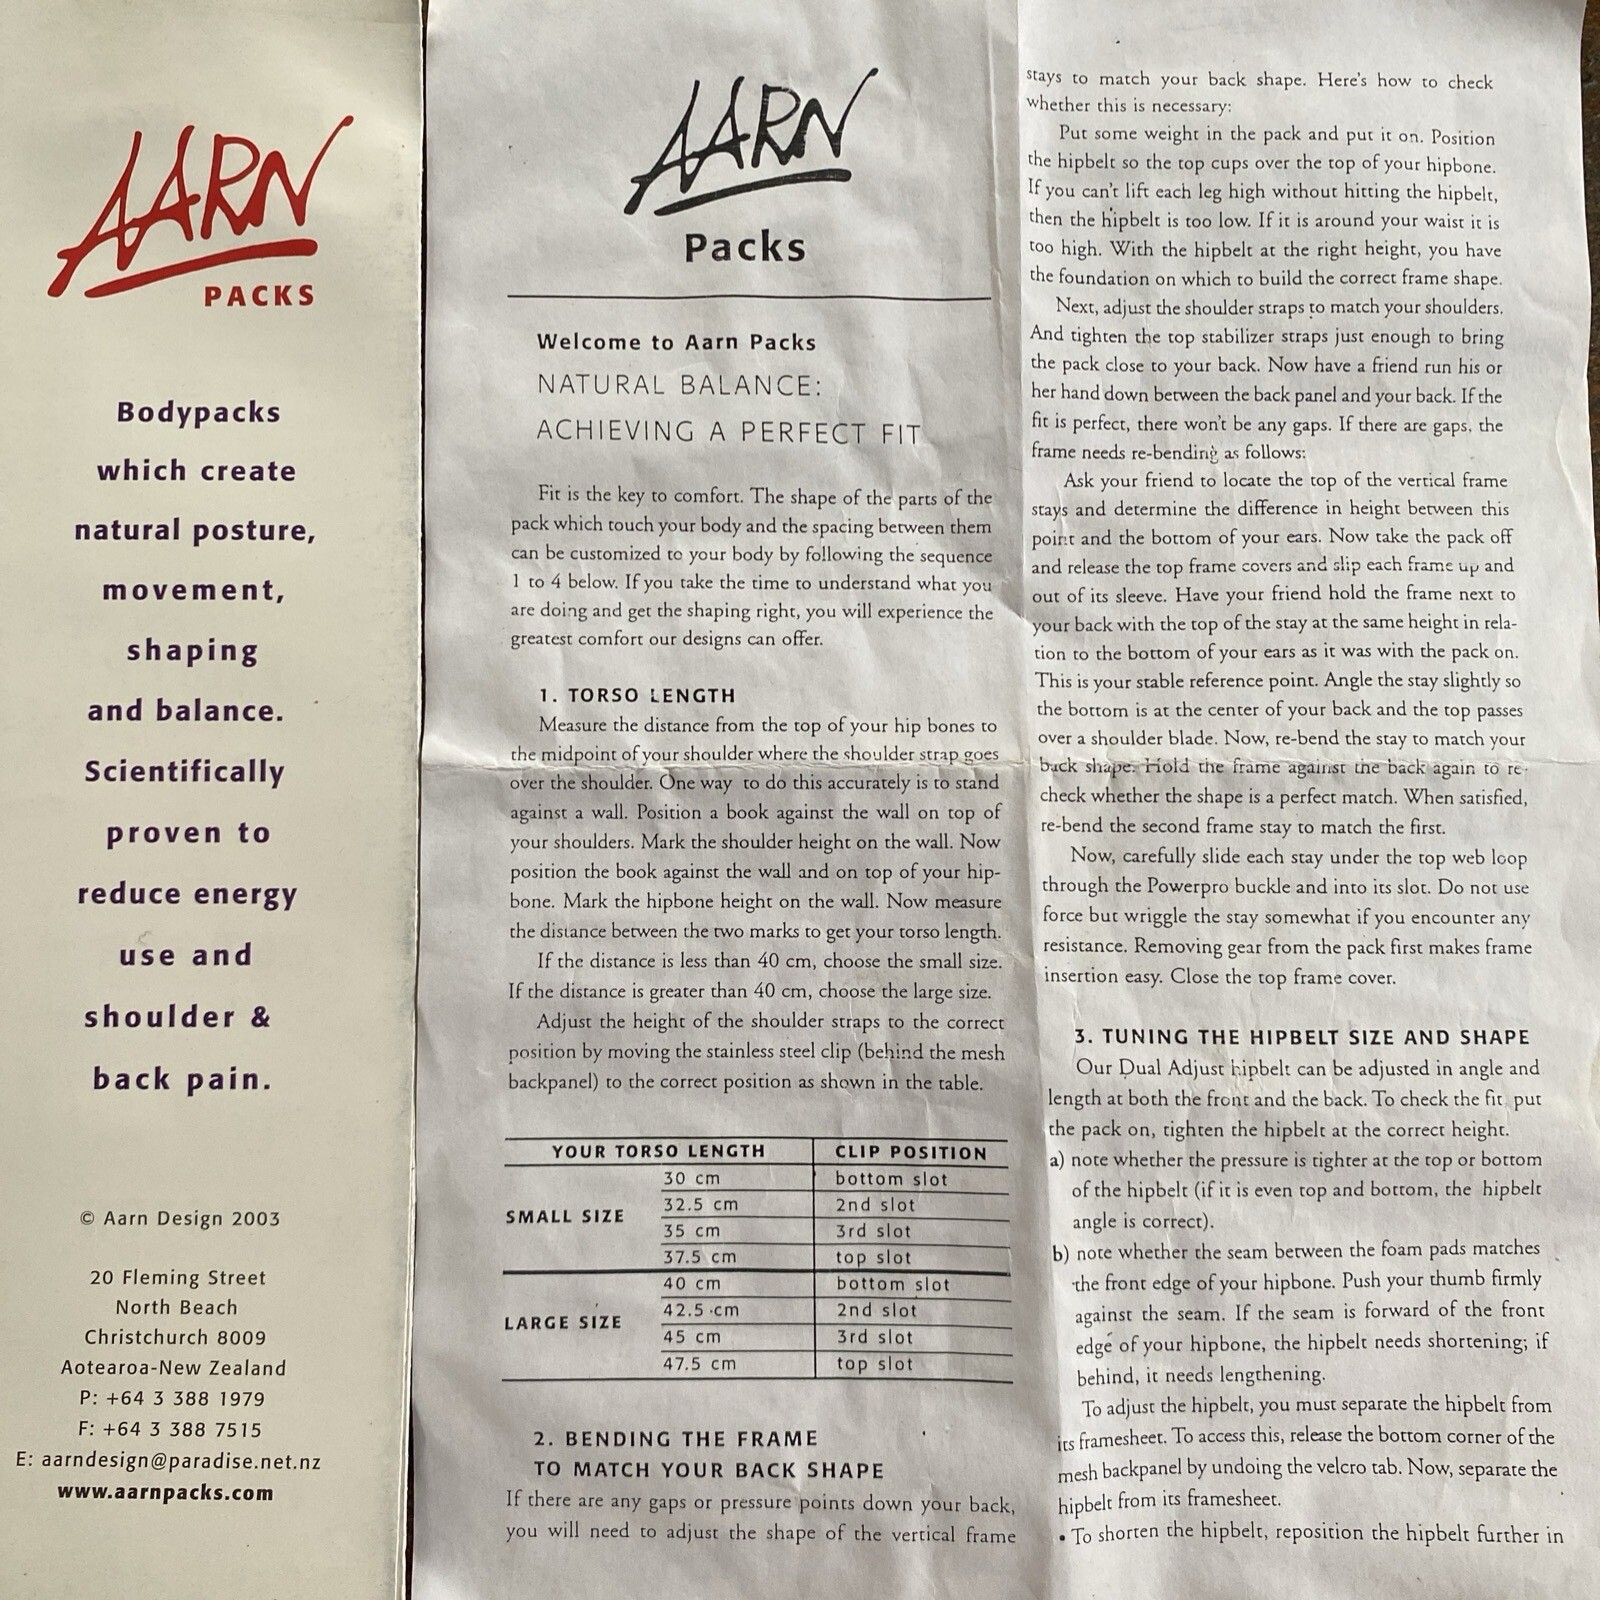 AARN
PACKS
Bodypacks
which create
natural posture,
movement,
shaping
and balance.
Scientifically
proven to
reduce energy
use and
shoulder &
back pain.
© Aarn Design 2003
20 Fleming Street
North Beach
Christchurch 8009
Aotearoa-New Zealand
P: +64 3 388 1979
F: +64 3 388 7515
E: aarndesign@paradise.net.nz
www.aarnpacks.com
AARN
Packs
Welcome to Aarn Packs
NATURAL BALANCE:
ACHIEVING A PERFECT FIT
Fit is the key to comfort. The shape of the parts of the
pack which touch your body and the spacing between them
can be customized to your body by following the sequence
1 to 4 below. If you take the time to understand what you
are doing and get the shaping right, you will experience the
greatest comfort our designs can offer.
1. TORSO LENGTH
Measure the distance from the top of your hip bones to
the midpoint of your shoulder where the shoulder strap goes
over the shoulder. One way to do this accurately is to stand
against a wall. Position a book against the wall on top of
your shoulders. Mark the shoulder height on the wall. Now
position the book against the wall and on top of your hip-
bone. Mark the hipbone height on the wall. Now measure
the distance between the two marks to get your torso length.
If the distance is less than 40 cm, choose the small size.
If the distance is greater than 40 cm, choose the large size.
Adjust the height of the shoulder straps to the correct
position by moving the stainless steel clip (behind the mesh
backpanel) to the correct position as shown in the table.
YOUR TORSO LENGTH CLIP POSITION
SMALL SIZE
30 cm bottom slot
32.5 cm 2nd slot
35 cm 3rd slot
37.5 cm top slot
LARGE SIZE
40 cm bottom slot
42.5 cm 2nd slot
45 cm 3rd slot
47.5 cm top slot
2. BENDING THE FRAME
TO MATCH YOUR BACK SHAPE
If there are any gaps or pressure points down your back,
you will need to adjust the shape of the vertical frame
stays to match your back shape. Here's how to check
whether this is necessary:
Put some weight in the pack and put it on. Position
the hipbelt so the top cups over the top of your hipbone.
If you can't lift each leg high without hitting the hipbelt,
then the hipbelt is too low. If it is around your waist it is
too high. With the hipbelt at the right height, you have
the foundation on which to build the correct frame shape.
Next, adjust the shoulder straps to match your shoulders.
And tighten the top stabilizer straps just enough to bring
the pack close to your back. Now have a friend run his or
her hand down between the back panel and your back. If the
fit is perfect, there won't be any gaps. If there are gaps, the
frame needs re-bending as follows:
Ask your friend to locate the top of the vertical frame
stays and determine the difference in height between this
point and the bottom of your ears. Now take the pack off
and release the top frame covers and slip each frame up and
out of its sleeve. Have your friend hold the frame next to
your back with the top of the stay at the same height in rela-
tion to the bottom of your ears as it was with the pack on.
This is your stable reference point. Angle the stay slightly so
the bottom is at the center of your back and the top passes
over a shoulder blade. Now, re-bend the stay to match your
back shape. Hold the frame against the back again to re-
check whether the shape is a perfect match. When satisfied,
re-bend the second frame stay to match the first.
Now, carefully slide each stay under the top web loop
through the Powerpro buckle and into its slot. Do not use
force but wriggle the stay somewhat if you encounter any
resistance. Removing gear from the pack first makes frame
insertion easy. Close the top frame cover.
3. TUNING THE HIPBELT SIZE AND SHAPE
Our Dual Adjust hipbelt can be adjusted in angle and
length at both the front and the back. To check the fit put
the pack on, tighten the hipbelt at the correct height.
a) note whether the pressure is tighter at the top or bottom
of the hipbelt (if it is even top and bottom, the hipbelt
angle is correct).
b) note whether the seam between the foam pads matches
the front edge of your hipbone. Push your thumb firmly
against the seam. If the seam is forward of the front
edge of your hipbone, the hipbelt needs shortening; if
behind, it needs lengthening.
To adjust the hipbelt, you must separate the hipbelt from
its framesheet. To access this, release the bottom corner of the
mesh backpanel by undoing the velcro tab. Now, separate the
hipbelt from its framesheet.
• To shorten the hipbelt, reposition the hipbelt further in